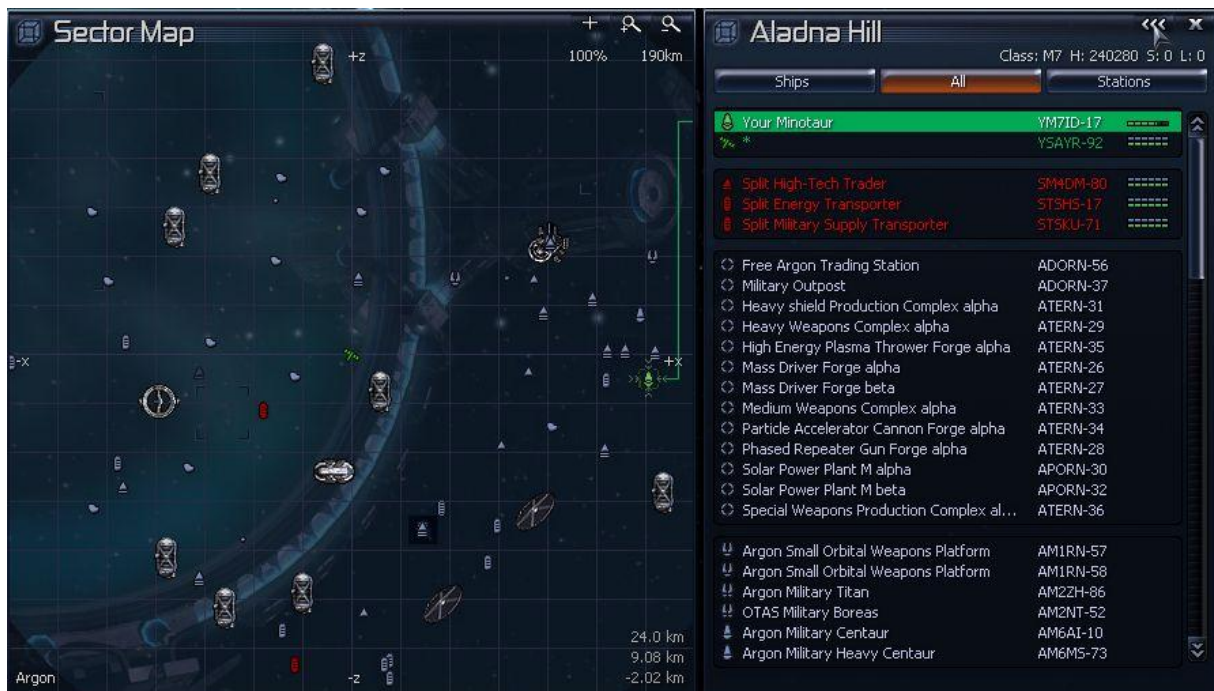 Sector Map
+z
100% 190km
-x
+x
24.0 km
9.08 km
-2.02 km
Argon
-z
Aladna Hill
Class: M7 H: 240280 S: 0 L: 0
Ships All Stations
Your Minotaur YM7ID-17
* YSAYR-92
Split High-Tech Trader SM4DM-80
Split Energy Transporter STSHS-17
Split Military Supply Transporter STSKU-71
Free Argon Trading Station ADORN-56
Military Outpost ADORN-37
Heavy shield Production Complex alpha ATERN-31
Heavy Weapons Complex alpha ATERN-29
High Energy Plasma Thrower Forge alpha ATERN-35
Mass Driver Forge alpha ATERN-26
Mass Driver Forge beta ATERN-27
Medium Weapons Complex alpha ATERN-33
Particle Accelerator Cannon Forge alpha ATERN-34
Phased Repeater Gun Forge alpha ATERN-28
Solar Power Plant M alpha APORN-30
Solar Power Plant M beta APORN-32
Special Weapons Production Complex al... ATERN-36
Argon Small Orbital Weapons Platform AM1RN-57
Argon Small Orbital Weapons Platform AM1RN-58
Argon Military Titan AM2ZH-86
OTAS Military Boreas AM2NT-52
Argon Military Centaur AM6AI-10
Argon Military Heavy Centaur AM6MS-73